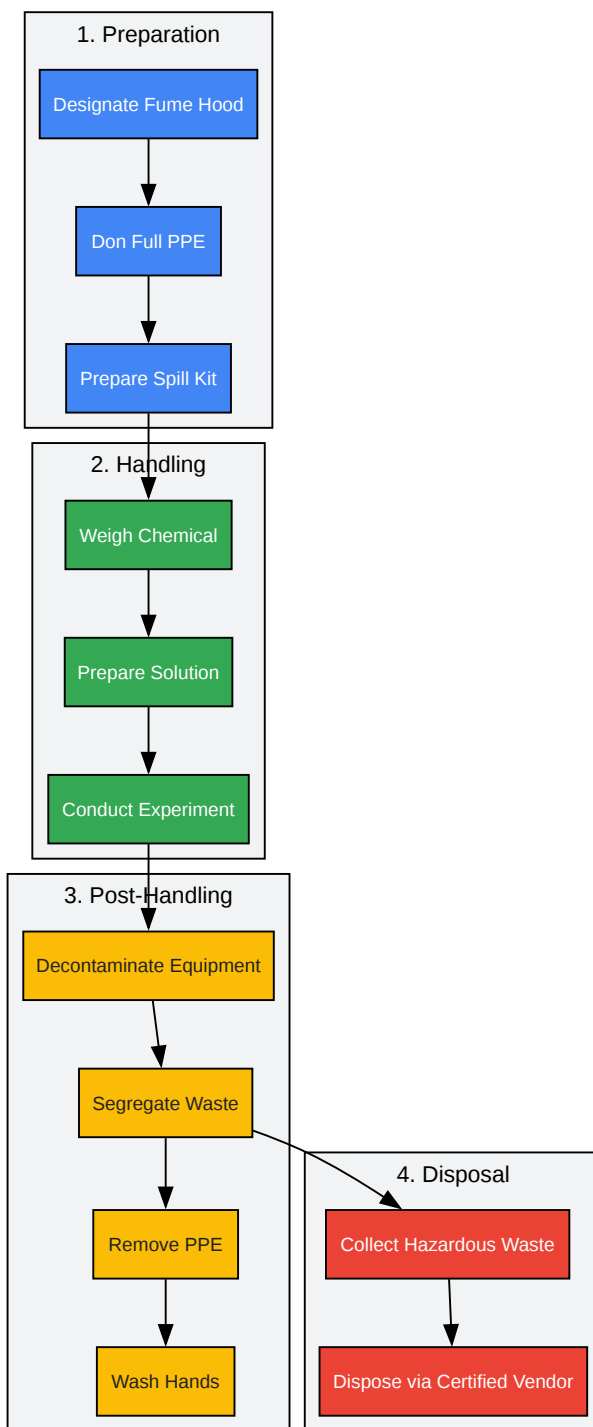 1. Preparation
Designate Fume Hood
Don Full PPE
Prepare Spill Kit
2. Handling
Weigh Chemical
Prepare Solution
Conduct Experiment
3. Post-Handling
Decontaminate Equipment
Segregate Waste
Remove PPE
Wash Hands
4. Disposal
Collect Hazardous Waste
Dispose via Certified Vendor